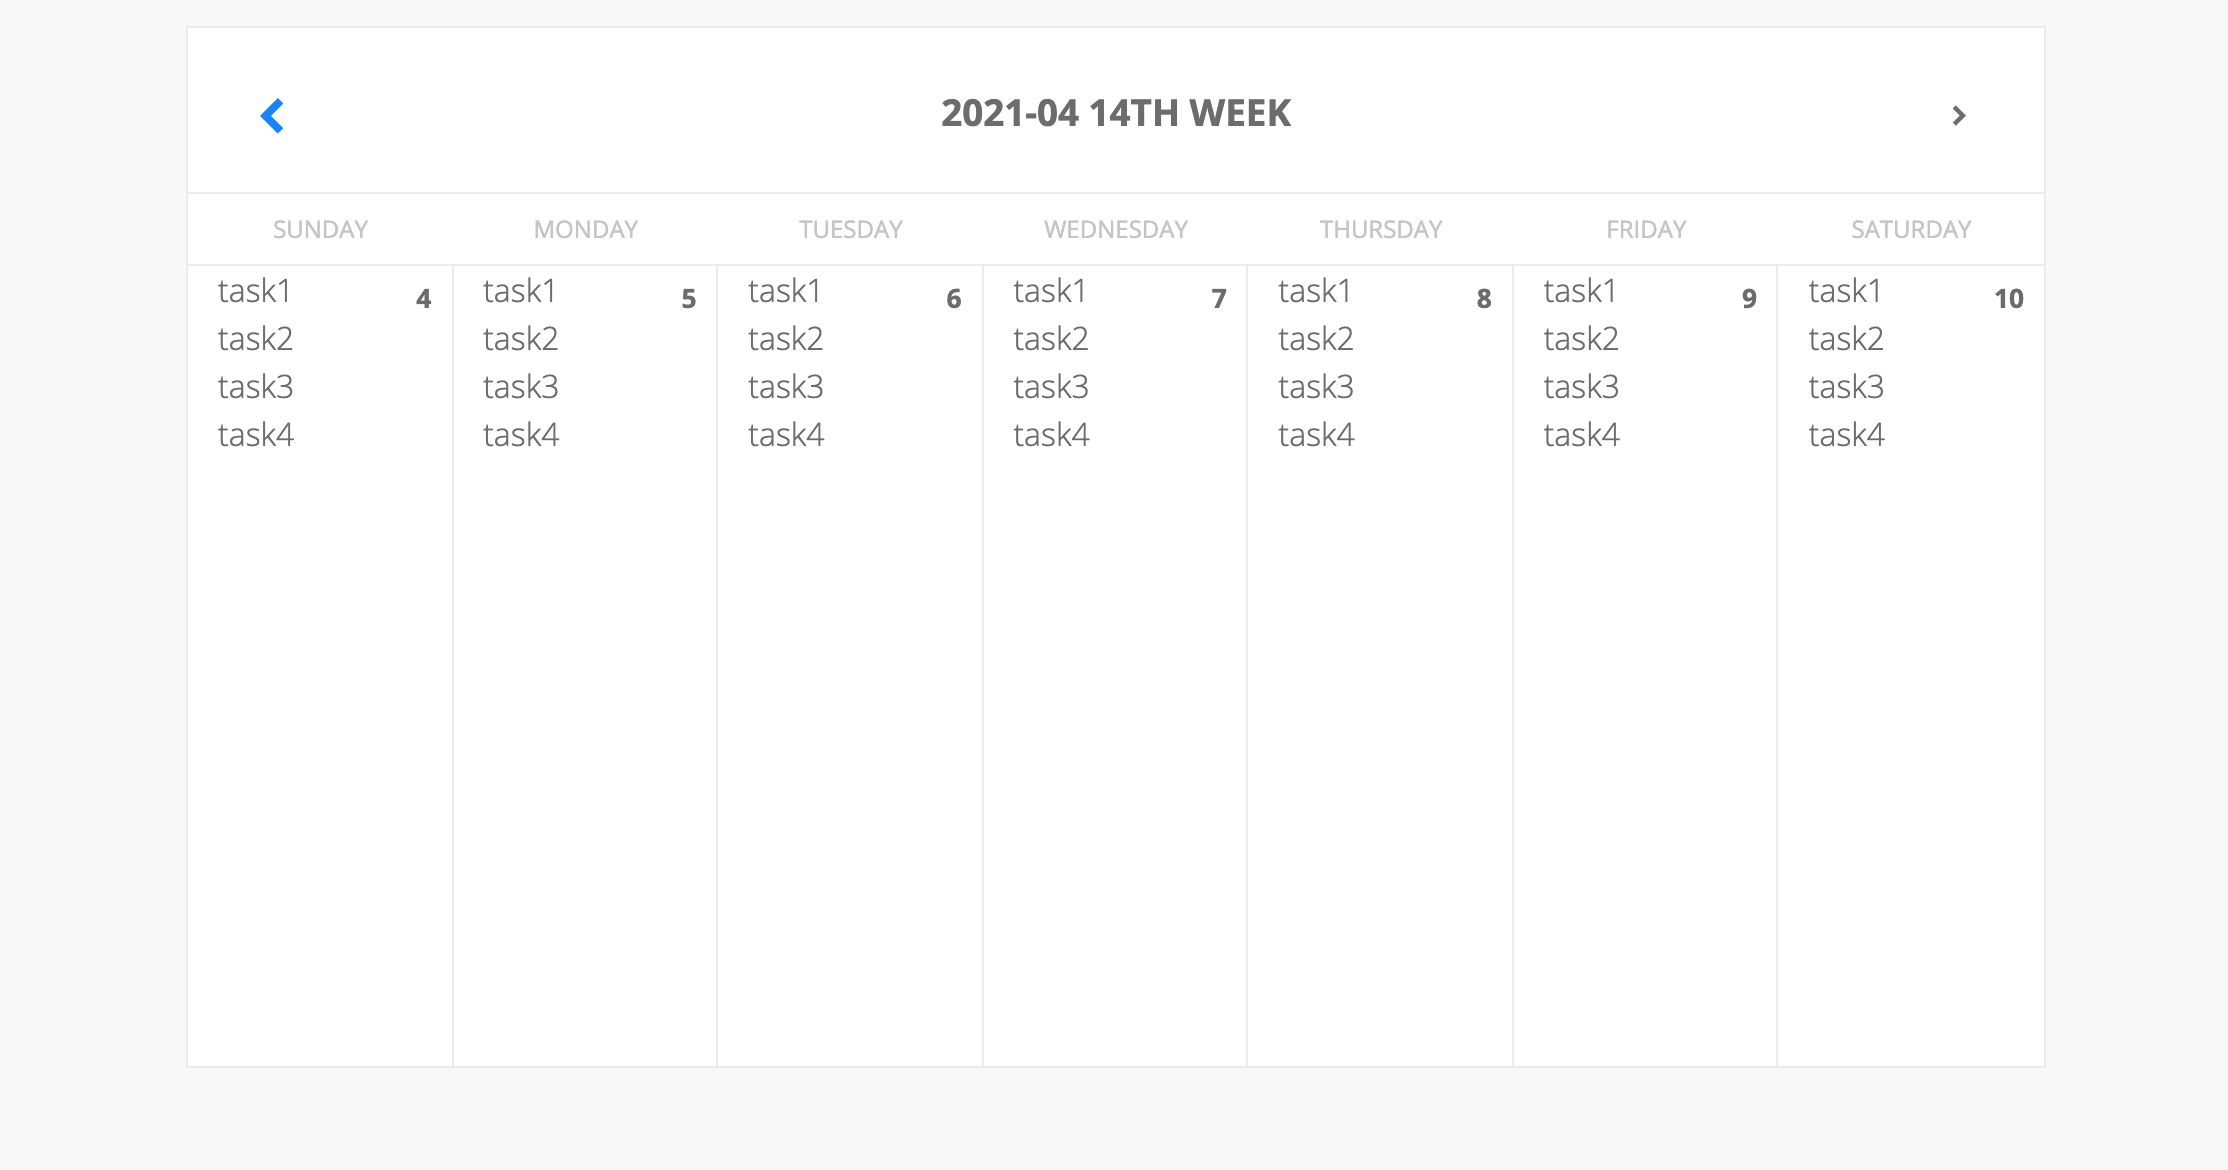 2021-04 14TH WEEK
SUNDAY MONDAY TUESDAY WEDNESDAY THURSDAY FRIDAY SATURDAY
task1 4 task1 5 task1 6 task1 7 task1 8 task1 9 task1 10
task2 task2 task2 task2 task2 task2 task2
task3 task3 task3 task3 task3 task3 task3
task4 task4 task4 task4 task4 task4 task4